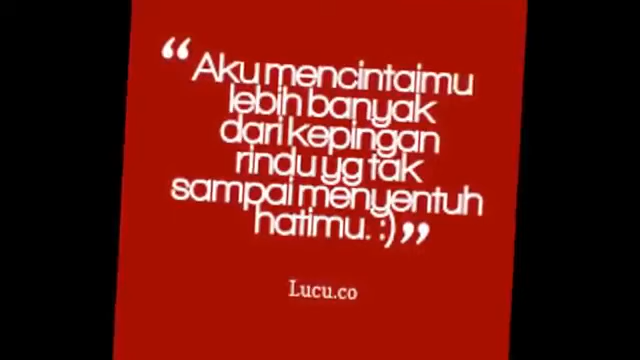 “Aku mencintaimu
lebih banyak
dari kepingan
rindu yg tak
sampai menyentuh
hatimu. :)”
Lucu.co